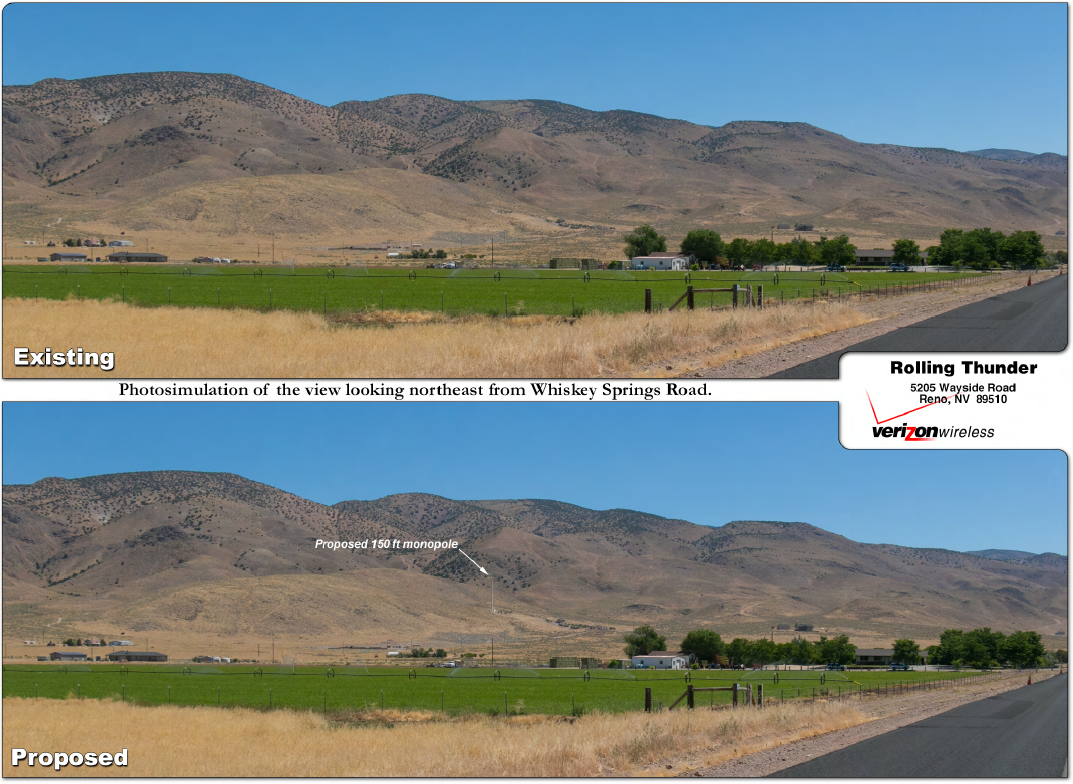 Existing
Photosimulation of the view looking northeast from Whiskey Springs Road.
Rolling Thunder
5205 Wayside Road
Reno, NV 89510
verizonwireless
Proposed 150 ft monopole
Proposed